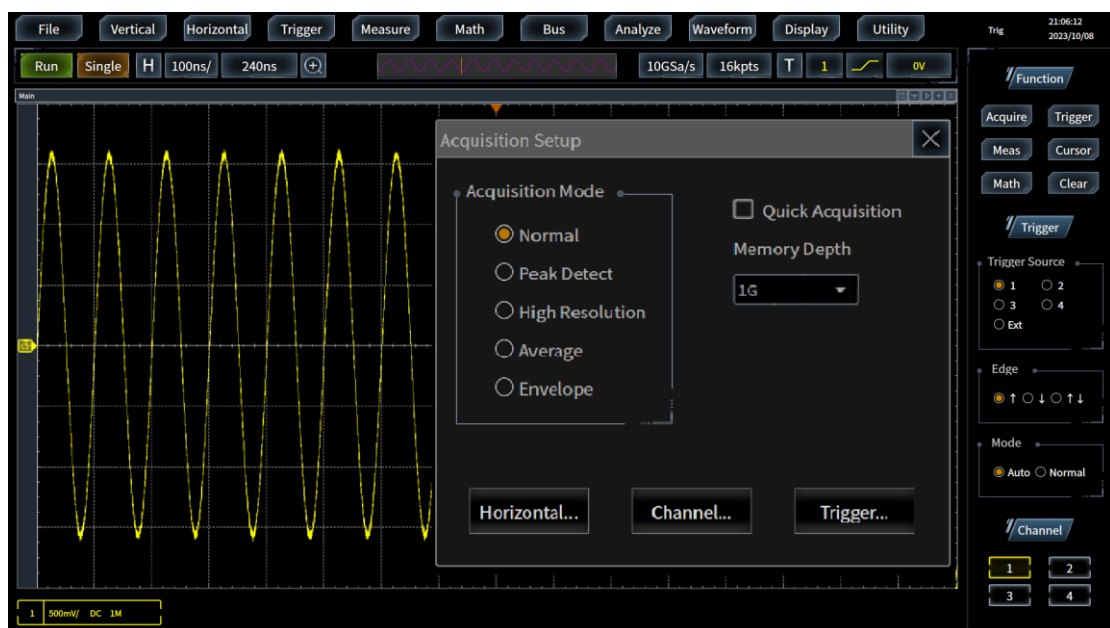 File Vertical Horizontal Trigger Measure Math Bus Analyze Waveform Display Utility
Trig
21:06:12
2023/10/08
Run Single H 100ns/ 240ns 10GSa/s 16kpts T 1 0V
Main
Function
Acquire Trigger
Meas Cursor
Math Clear
Trigger
Trigger Source
1 2
3 4
Ext
Edge
↑ ↓ ↑↓
Mode
Auto Normal
Channel
1 2
3 4
Acquisition Setup
Acquisition Mode
Normal
Peak Detect
High Resolution
Average
Envelope
Quick Acquisition
Memory Depth
1G
Horizontal... Channel... Trigger...
1 500mV/ DC 1M